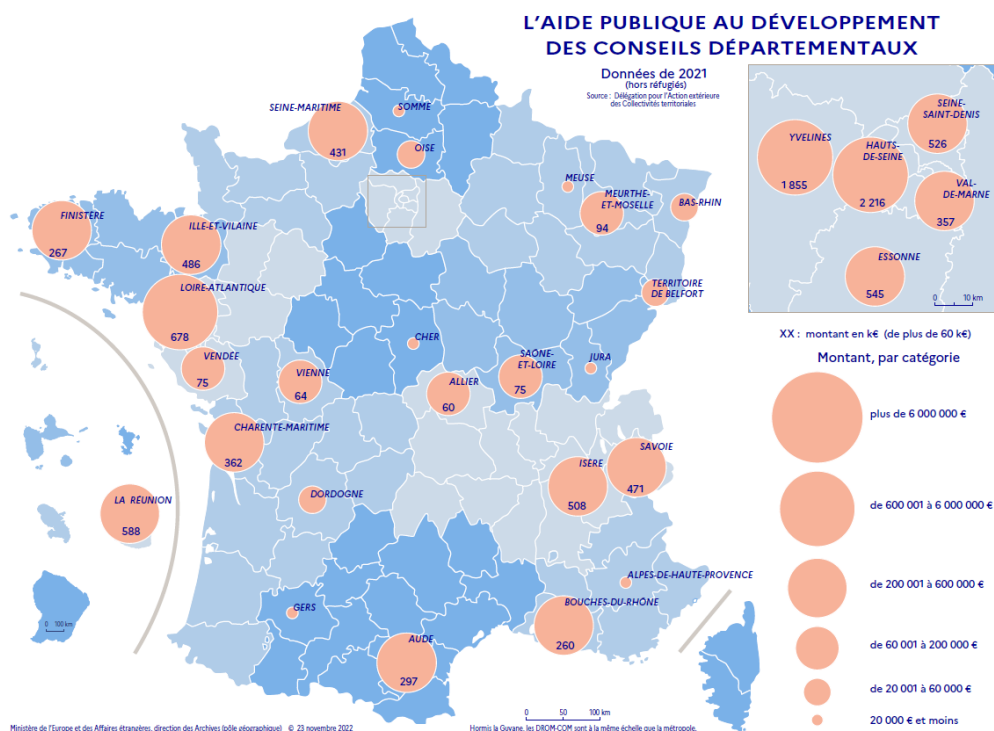 L'AIDE PUBLIQUE AU DÉVELOPPEMENT
DES CONSEILS DÉPARTEMENTAUX
Données de 2021
(hors réfugiés)
Source : Délégation pour l'Action extérieure
des Collectivités territoriales
SEINE-MARITIME
431
SOMME
OISE
MEUSE
MEURTHE-
ET-MOSELLE
94
BAS-RHIN
FINISTÈRE
267
ILLE-ET-VILAINE
486
LOIRE-ATLANTIQUE
678
TERRITOIRE
DE BELFORT
CHER
VENDÉE
75
VIENNE
64
ALLIER
60
SAÔNE-
ET-LOIRE
75
JURA
CHARENTE-MARITIME
362
SAVOIE
471
ISÈRE
508
DORDOGNE
LA RÉUNION
588
ALPES-DE-HAUTE-PROVENCE
BOUCHES-DU-RHÔNE
260
GERS
AUDE
297
0 100 km
0 50 100 km
YVELINES
1 855
HAUTS-
DE-SEINE
2 216
SEINE-
SAINT-DENIS
526
VAL-
DE-MARNE
357
ESSONNE
545
0 10 km
XX : montant en k€ (de plus de 60 k€)
Montant, par catégorie
plus de 6 000 000 €
de 600 001 à 6 000 000 €
de 200 001 à 600 000 €
de 60 001 à 200 000 €
de 20 001 à 60 000 €
20 000 € et moins
Ministère de l'Europe et des Affaires étrangères, direction des Archives (pôle géographique) © 23 novembre 2022
Hormis la Guyane, les DROM-COM sont à la même échelle que la métropole.